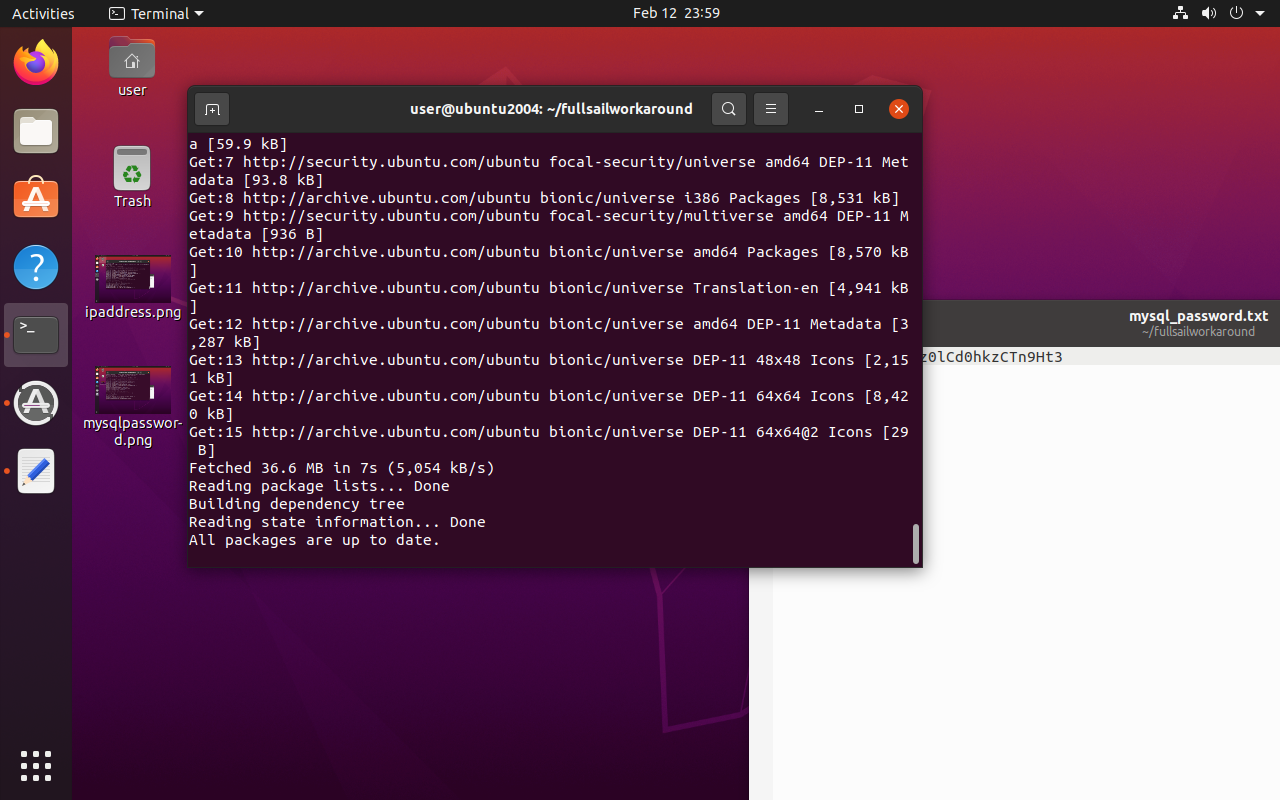 Activities
Terminal
Feb 12 23:59
user
Trash
ipaddress.png
mysqlpasswor-
d.png
user@ubuntu2004: ~/fullsailworkaround
a [59.9 kB]
Get:7 http://security.ubuntu.com/ubuntu focal-security/universe amd64 DEP-11 Met
adata [93.8 kB]
Get:8 http://archive.ubuntu.com/ubuntu bionic/universe i386 Packages [8,531 kB]
Get:9 http://security.ubuntu.com/ubuntu focal-security/multiverse amd64 DEP-11 M
etadata [936 B]
Get:10 http://archive.ubuntu.com/ubuntu bionic/universe amd64 Packages [8,570 kB
]
Get:11 http://archive.ubuntu.com/ubuntu bionic/universe Translation-en [4,941 kB
]
Get:12 http://archive.ubuntu.com/ubuntu bionic/universe amd64 DEP-11 Metadata [3
,287 kB]
Get:13 http://archive.ubuntu.com/ubuntu bionic/universe DEP-11 48x48 Icons [2,15
1 kB]
Get:14 http://archive.ubuntu.com/ubuntu bionic/universe DEP-11 64x64 Icons [8,42
0 kB]
Get:15 http://archive.ubuntu.com/ubuntu bionic/universe DEP-11 64x64@2 Icons [29
 B]
Fetched 36.6 MB in 7s (5,054 kB/s)
Reading package lists... Done
Building dependency tree
Reading state information... Done
All packages are up to date.
mysql_password.txt
~/fullsailworkaround
z0lCd0hkzCTn9Ht3